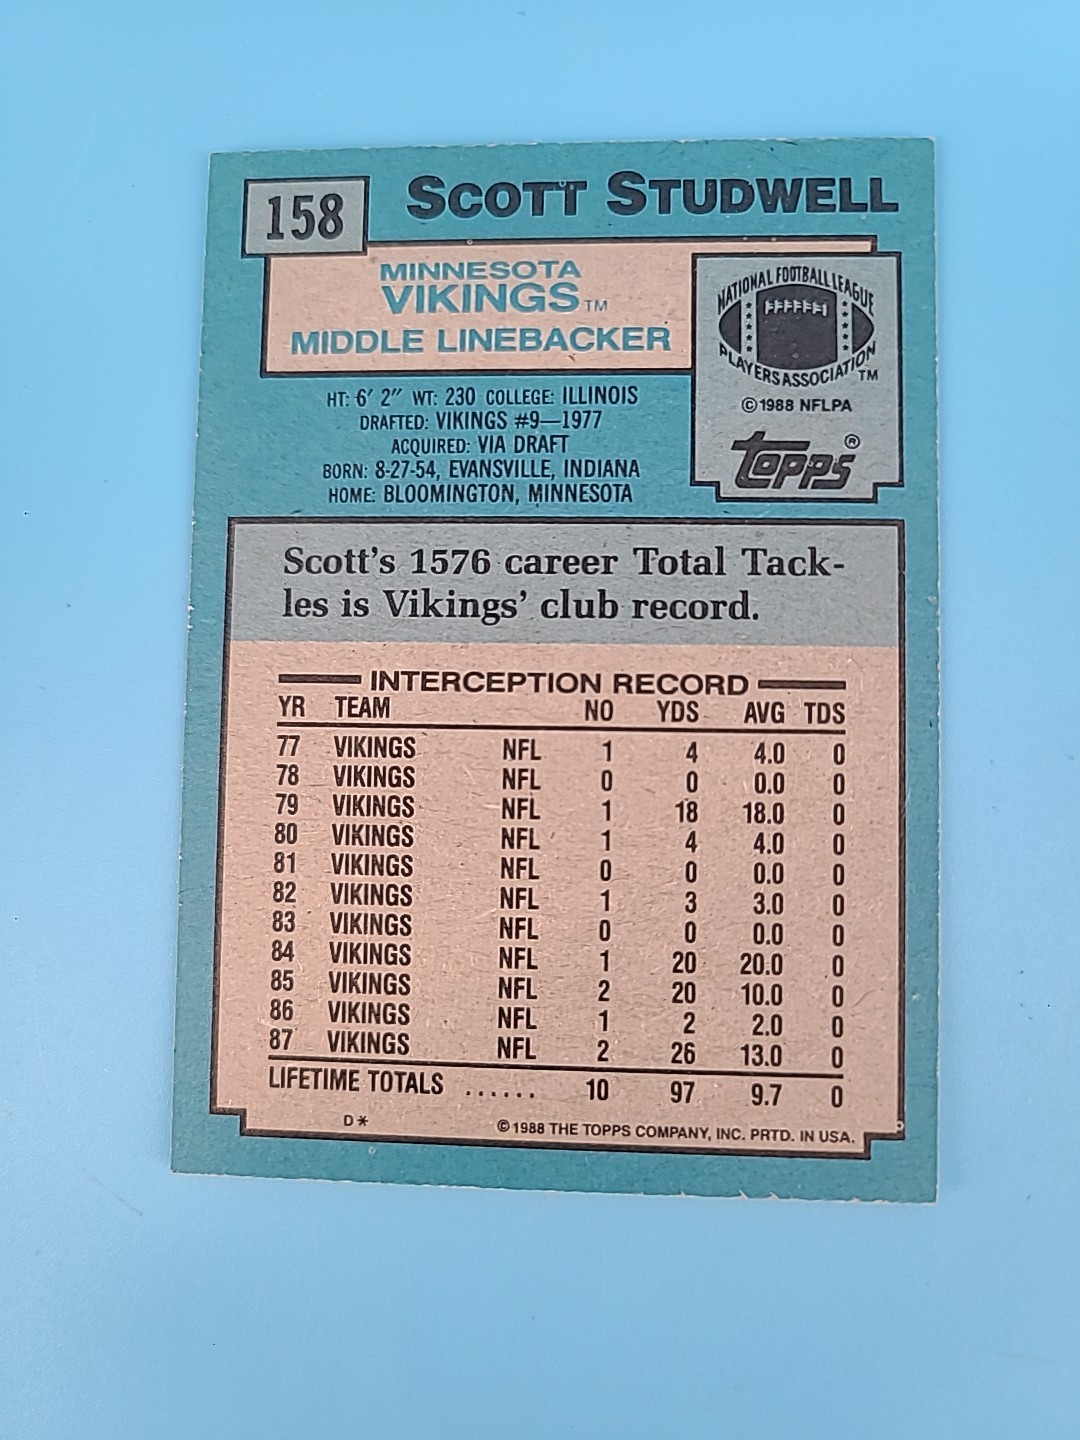 158
SCOTT STUDWELL
MINNESOTA
VIKINGS™
MIDDLE LINEBACKER
NATIONAL FOOTBALL LEAGUE
PLAYERS ASSOCIATION™
©1988 NFLPA
TOPPS®
HT: 6' 2" WT: 230 COLLEGE: ILLINOIS
DRAFTED: VIKINGS #9—1977
ACQUIRED: VIA DRAFT
BORN: 8-27-54, EVANSVILLE, INDIANA
HOME: BLOOMINGTON, MINNESOTA
Scott's 1576 career Total Tack-
les is Vikings' club record.
INTERCEPTION RECORD
YR TEAM NO YDS AVG TDS
77 VIKINGS NFL 1 4 4.0 0
78 VIKINGS NFL 0 0 0.0 0
79 VIKINGS NFL 1 18 18.0 0
80 VIKINGS NFL 1 4 4.0 0
81 VIKINGS NFL 0 0 0.0 0
82 VIKINGS NFL 1 3 3.0 0
83 VIKINGS NFL 0 0 0.0 0
84 VIKINGS NFL 1 20 20.0 0
85 VIKINGS NFL 2 20 10.0 0
86 VIKINGS NFL 1 2 2.0 0
87 VIKINGS NFL 2 26 13.0 0
LIFETIME TOTALS ...... 10 97 9.7 0
D* ©1988 THE TOPPS COMPANY, INC. PRTD. IN USA.